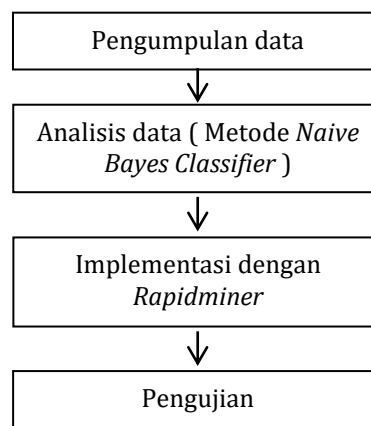 Pengumpulan data
Analisis data ( Metode Naive
Bayes Classifier )
Implementasi dengan
Rapidminer
Pengujian